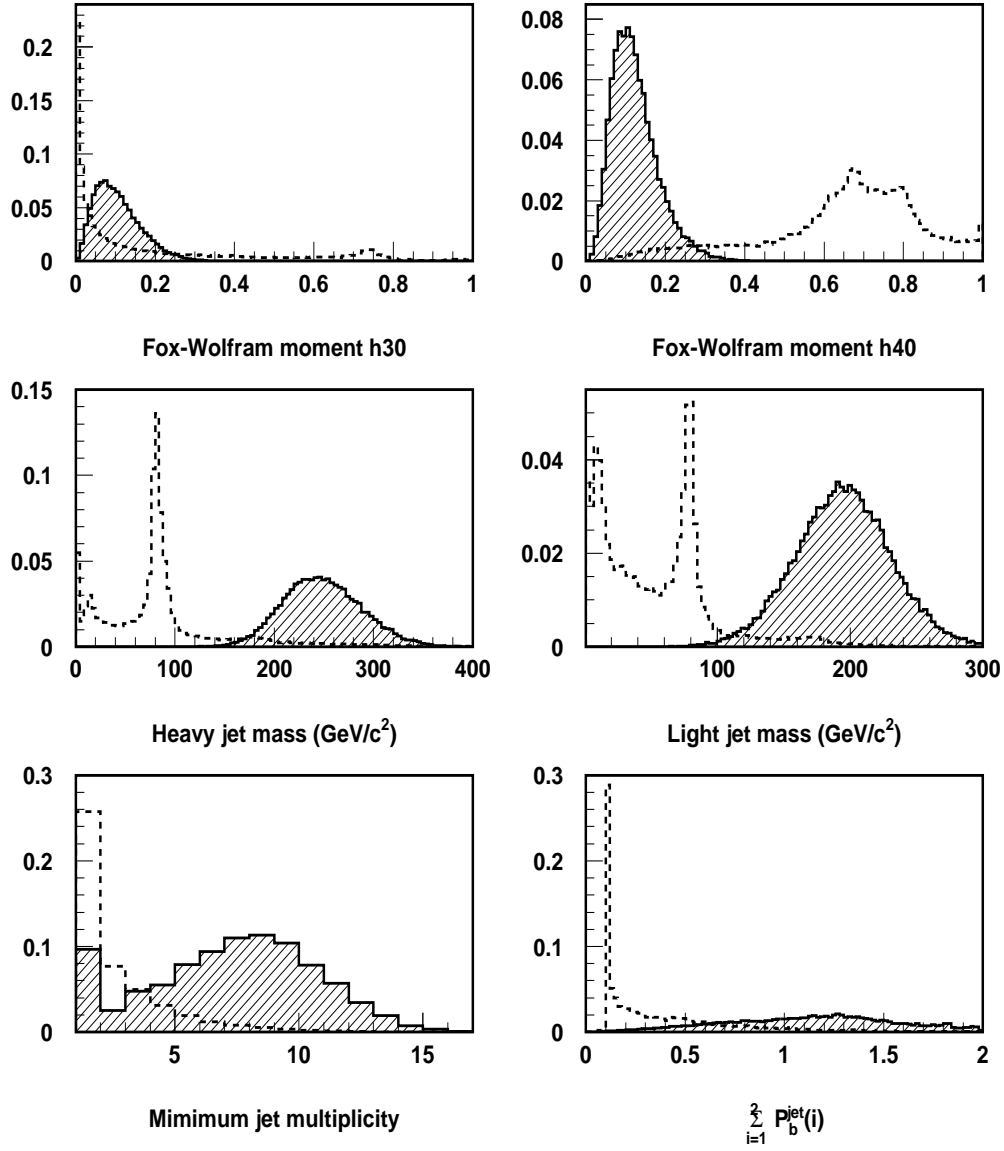 0.2
0.15
0.1
0.05
0
0 0.2 0.4 0.6 0.8 1
Fox-Wolfram moment h30
0.08
0.06
0.04
0.02
0
0 0.2 0.4 0.6 0.8 1
Fox-Wolfram moment h40
0.15
0.1
0.05
0
0 100 200 300 400
Heavy jet mass (GeV/c²)
0.04
0.02
0
100 200 300
Light jet mass (GeV/c²)
0.3
0.2
0.1
0
5 10 15
Mimimum jet multiplicity
0.3
0.2
0.1
0
0 0.5 1 1.5 2
2
Σ P_b^jet(i)
i=1